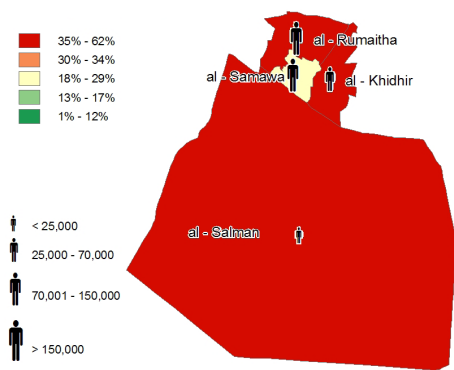 35% - 62%
30% - 34%
18% - 29%
13% - 17%
1% - 12%
al - Rumaitha
al - Samawa
al - Khidhir
al - Salman
< 25,000
25,000 - 70,000
70,001 - 150,000
> 150,000